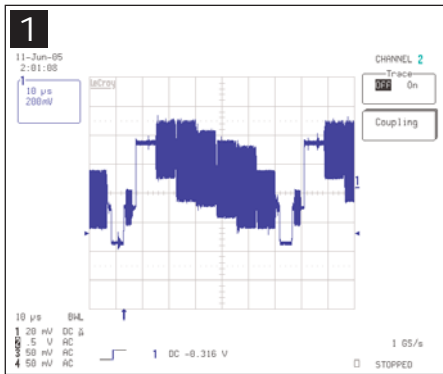 1
11-Jun-05
2:01:08
1
10 µs
200mV
LeCroy
CHANNEL 2
Trace
OFF On
Coupling
1
10 µs BWL
1 20 mV DC
2 .5 V AC
3 50 mV AC
4 50 mV AC
1 DC -0.316 V
1 GS/s
STOPPED